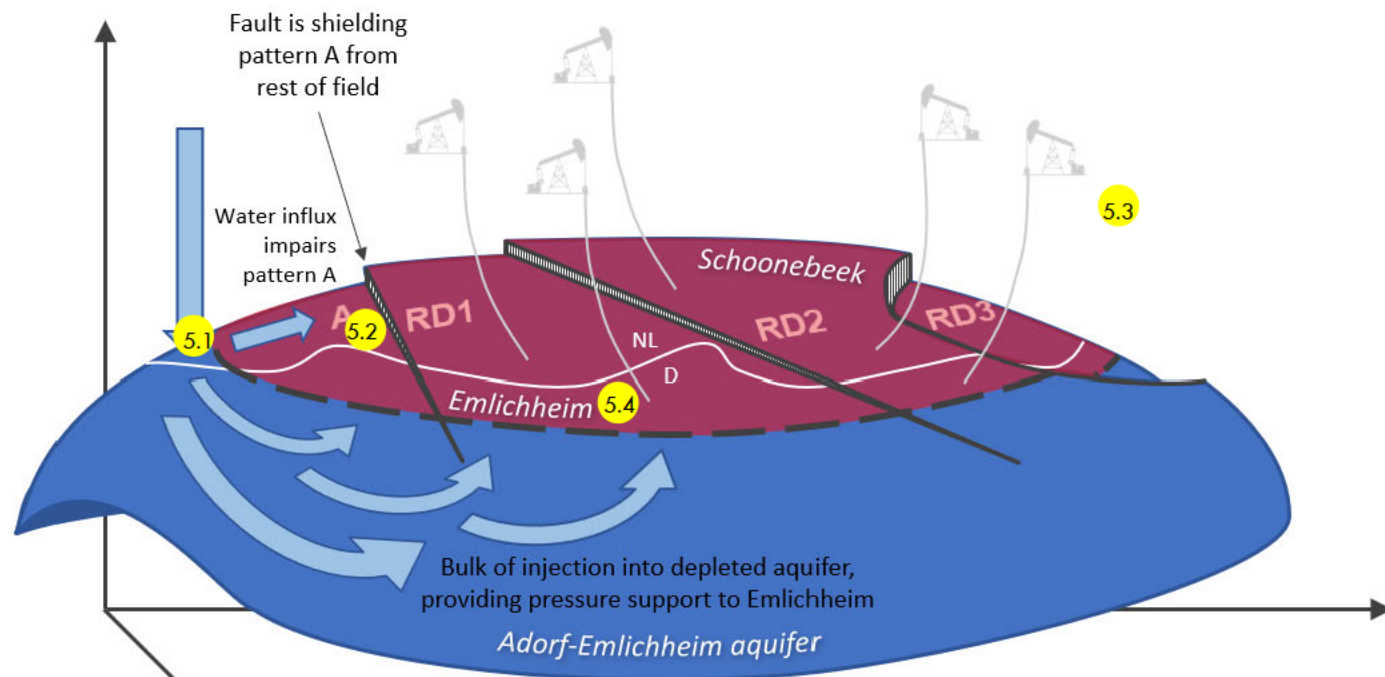 Fault is shielding
pattern A from
rest of field
Water influx
impairs
pattern A
5.3
Schoonebeek
5.1
A
5.2
RD1
RD2
RD3
NL
D
Emlichheim
5.4
Bulk of injection into depleted aquifer,
providing pressure support to Emlichheim
Adorf-Emlichheim aquifer